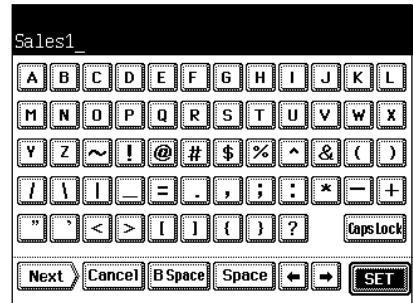 Sales1_
A B C D E F G H I J K L
M N O P Q R S T U V W X
Y Z ~ ! @ # $ % ^ & ( )
/ \ | _ = . , ; : * − +
" ' < > [ ] { } ? Caps Lock
Next Cancel B Space Space ← → SET